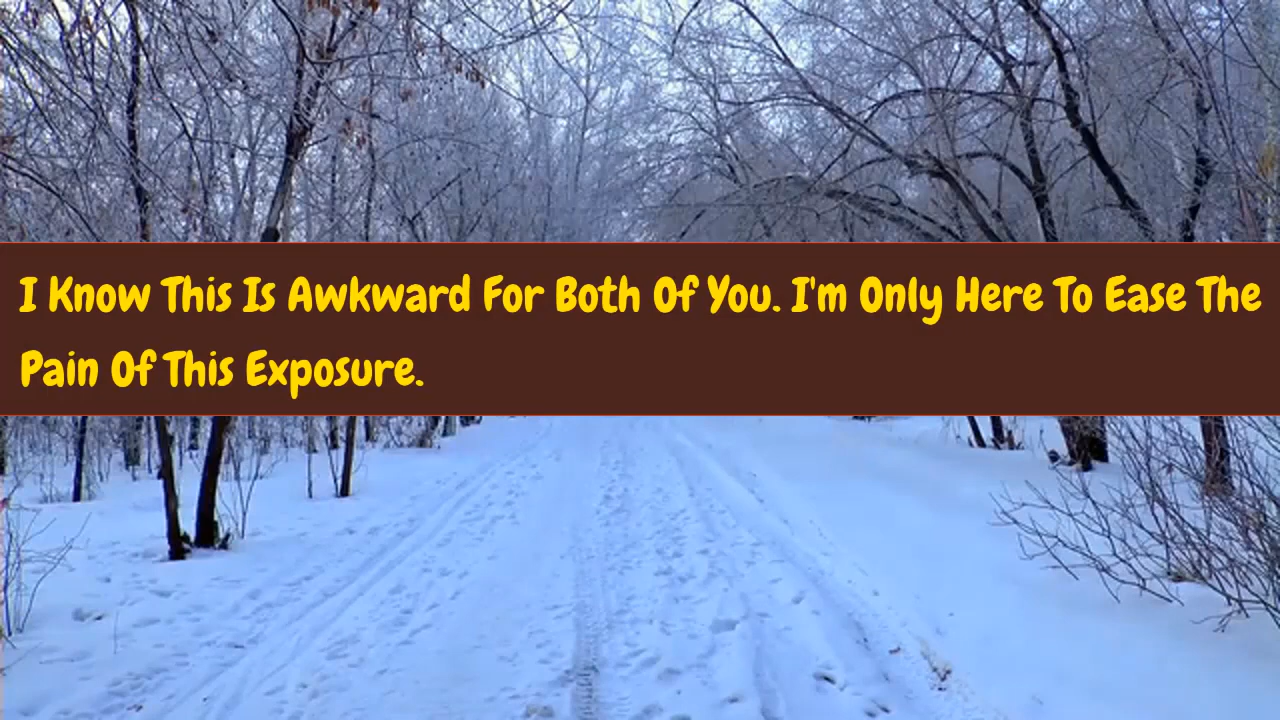 I Know This Is Awkward For Both Of You. I'm Only Here To Ease The
Pain Of This Exposure.